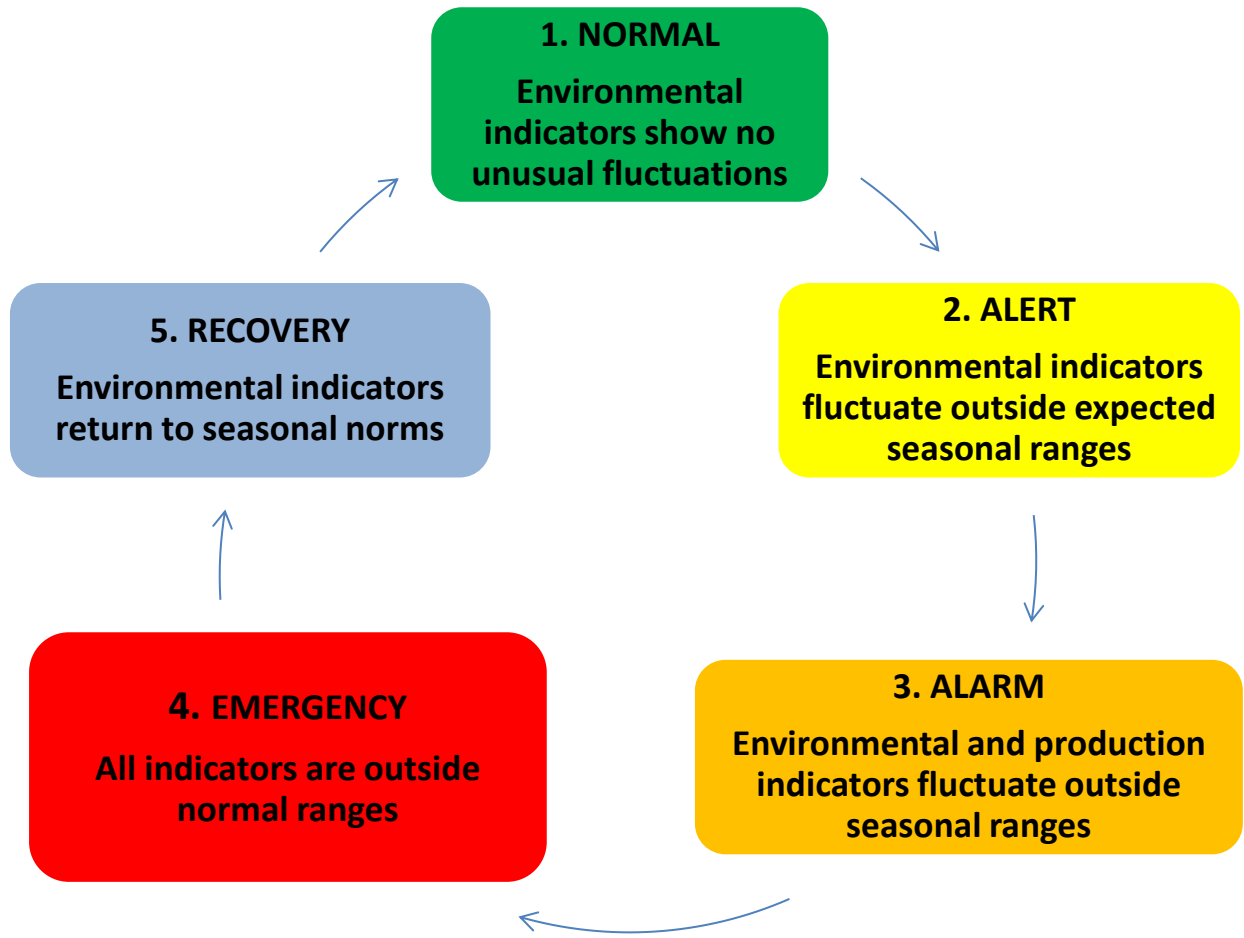 1. NORMAL
Environmental
indicators show no
unusual fluctuations
2. ALERT
Environmental indicators
fluctuate outside expected
seasonal ranges
3. ALARM
Environmental and production
indicators fluctuate outside
seasonal ranges
4. EMERGENCY
All indicators are outside
normal ranges
5. RECOVERY
Environmental indicators
return to seasonal norms